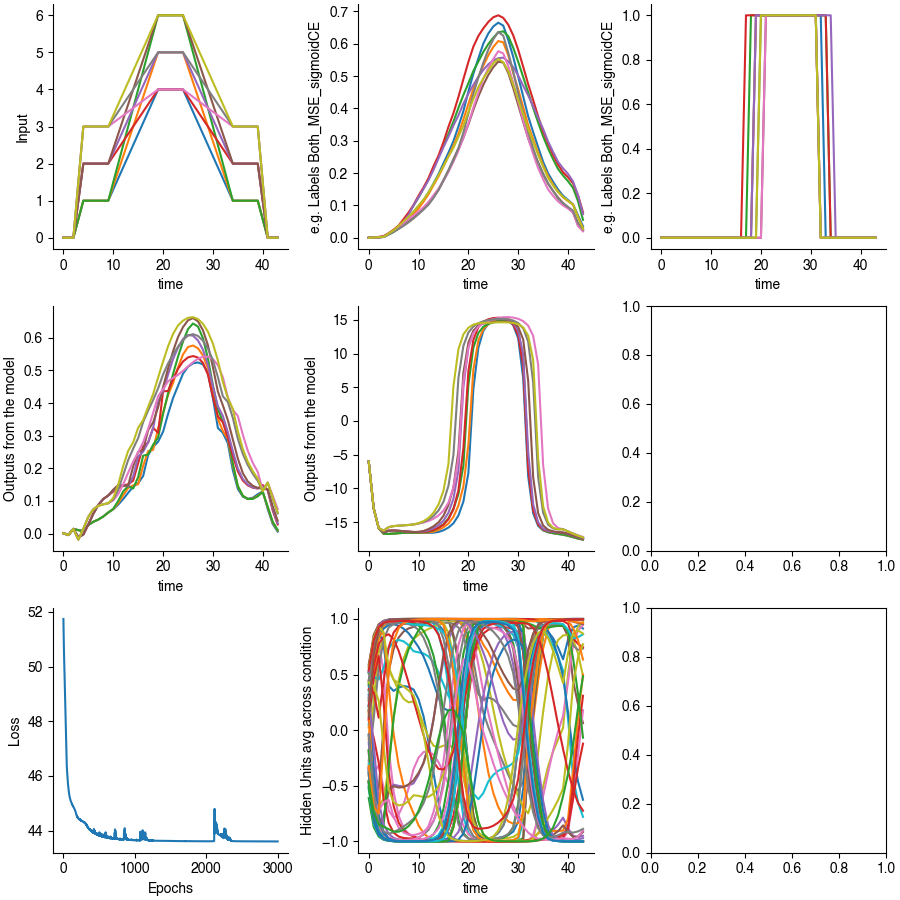 6
5
4
3
2
1
0
Input
0 10 20 30 40
time
0.7
0.6
0.5
0.4
0.3
0.2
0.1
0.0
e.g. Labels Both_MSE_sigmoidCE
0 10 20 30 40
time
1.0
0.8
0.6
0.4
0.2
0.0
e.g. Labels Both_MSE_sigmoidCE
0 10 20 30 40
time
0.6
0.5
0.4
0.3
0.2
0.1
0.0
Outputs from the model
0 10 20 30 40
time
15
10
5
0
−5
−10
−15
Outputs from the model
0 10 20 30 40
time
1.0
0.8
0.6
0.4
0.2
0.0
0.0 0.2 0.4 0.6 0.8 1.0
52
50
48
46
44
Loss
0 1000 2000 3000
Epochs
1.0
0.5
0.0
−0.5
−1.0
Hidden Units avg across condition
0 10 20 30 40
time
1.0
0.8
0.6
0.4
0.2
0.0
0.0 0.2 0.4 0.6 0.8 1.0